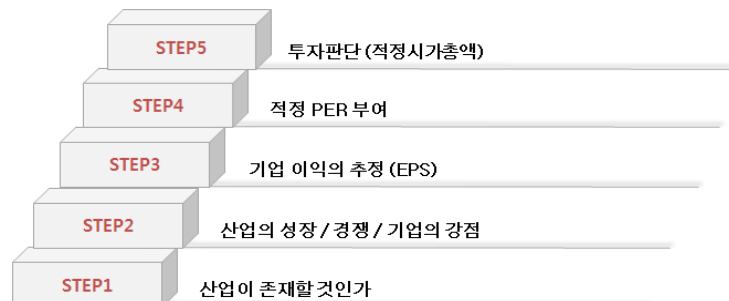 STEP5 투자판단 (적정시가총액)
STEP4 적정 PER 부여
STEP3 기업 이익의 추정 (EPS)
STEP2 산업의 성장 / 경쟁 / 기업의 강점
STEP1 산업이 존재할 것인가